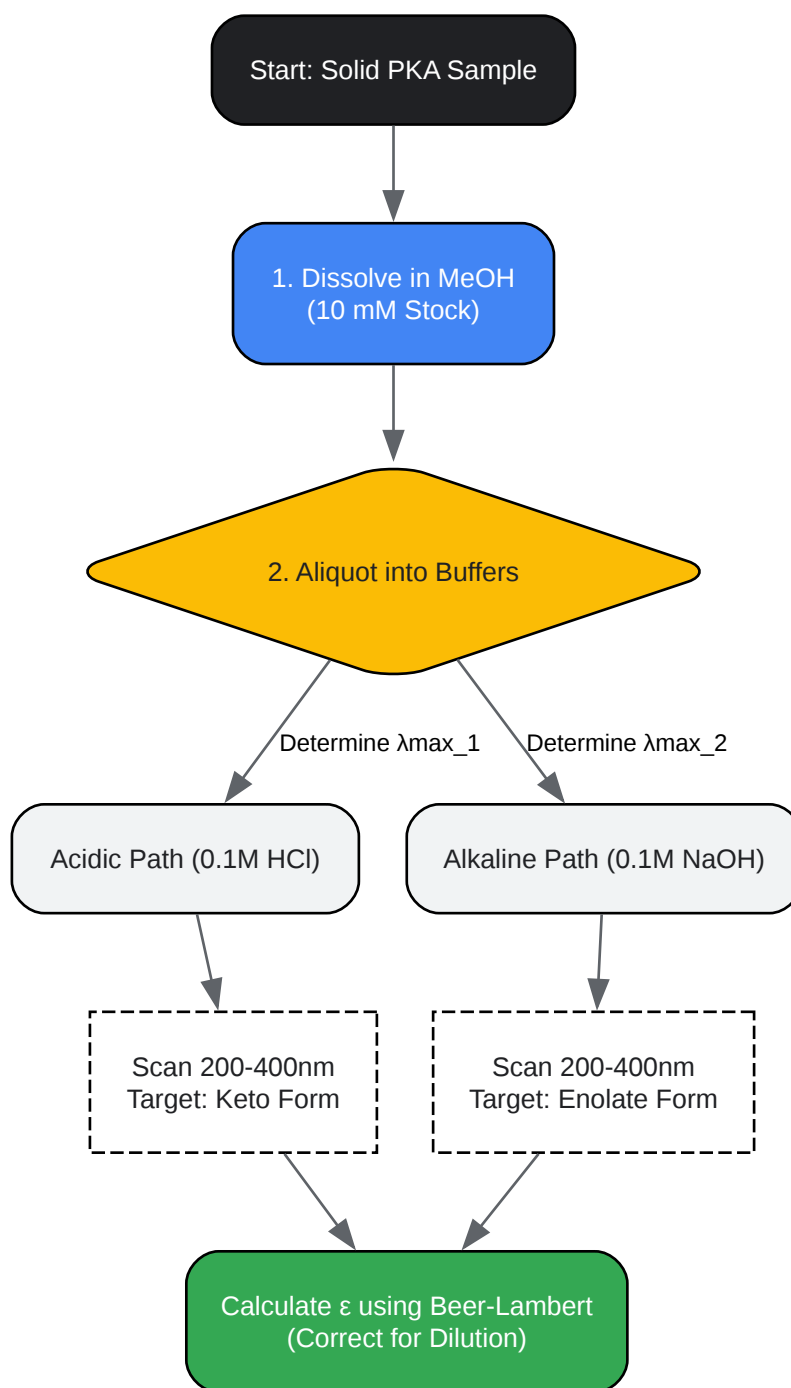 Start: Solid PKA Sample
1. Dissolve in MeOH
(10 mM Stock)
2. Aliquot into Buffers
Determine λmax_1
Determine λmax_2
Acidic Path (0.1M HCl)
Alkaline Path (0.1M NaOH)
Scan 200-400nm
Target: Keto Form
Scan 200-400nm
Target: Enolate Form
Calculate ε using Beer-Lambert
(Correct for Dilution)